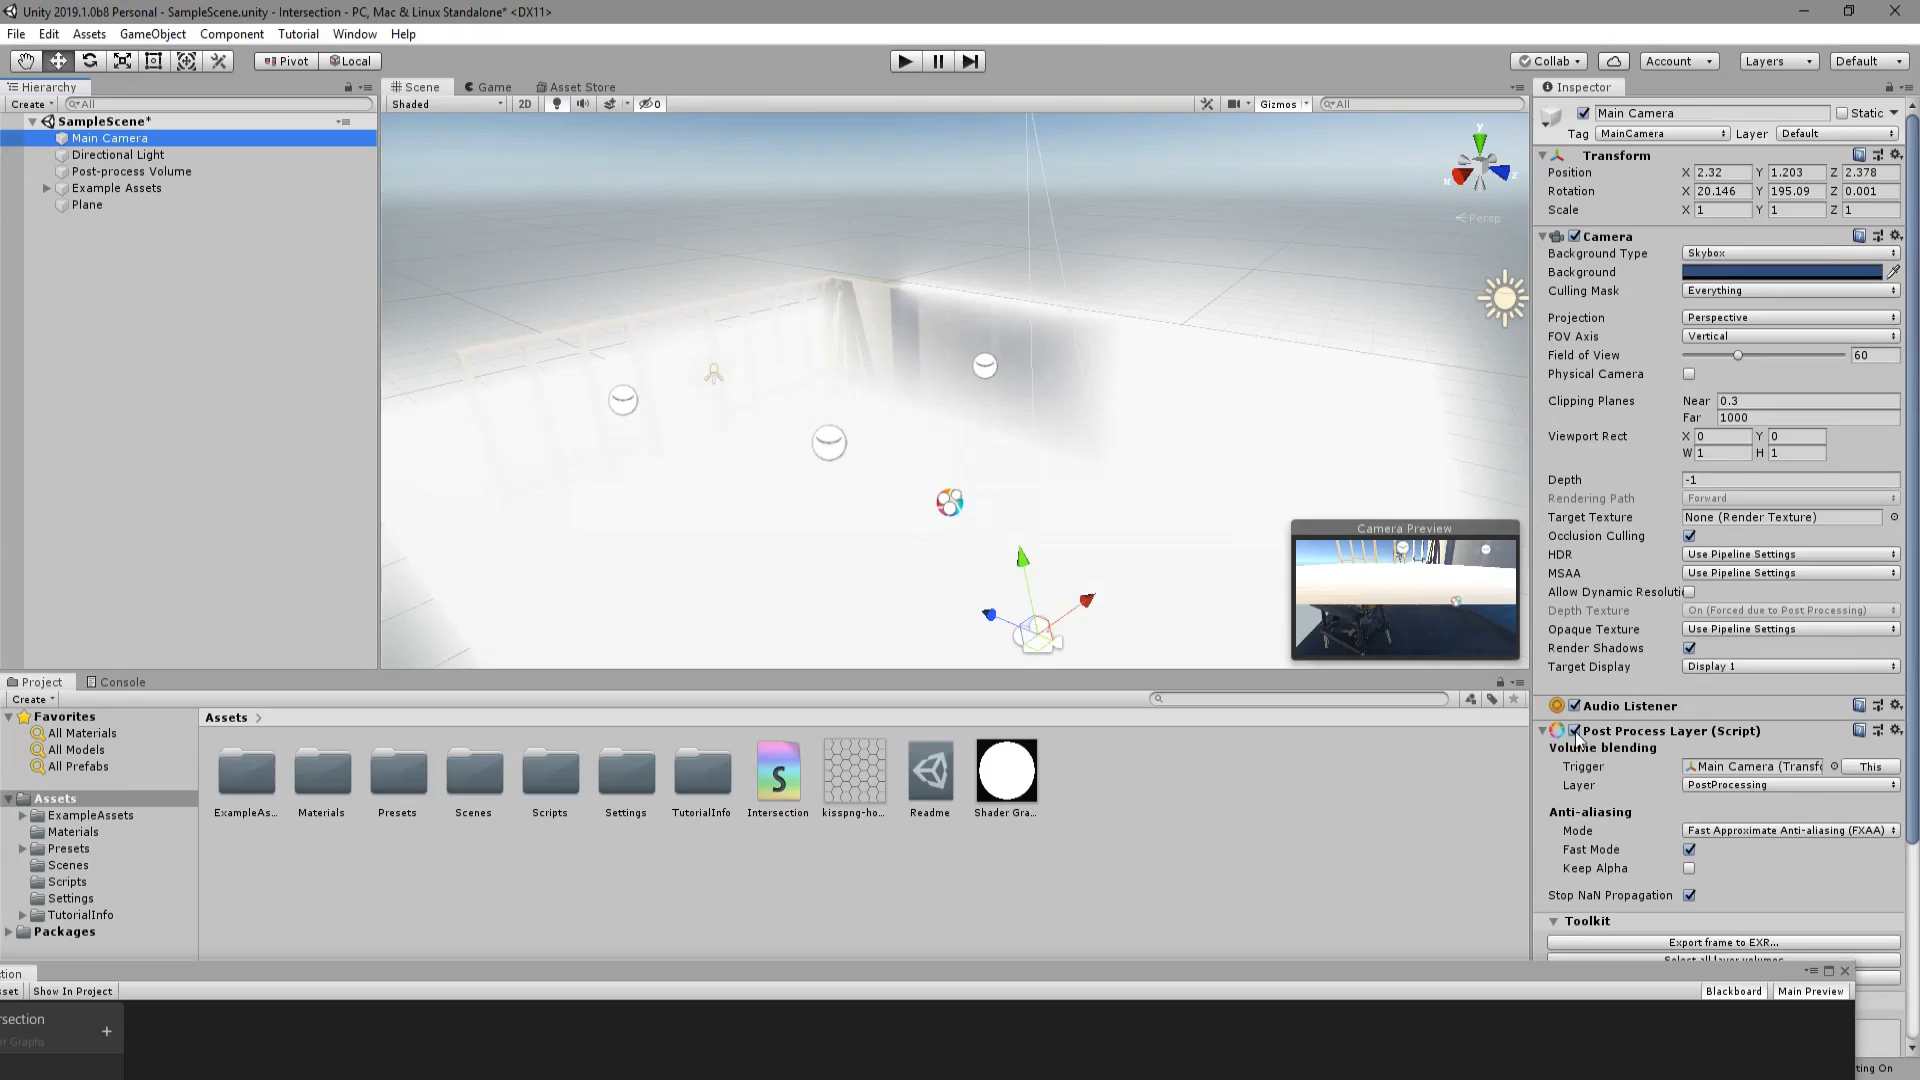 Unity 2019.1.0b8 Personal - SampleScene.unity - Intersection - PC, Mac & Linux Standalone* <DX11>
File Edit Assets GameObject Component Tutorial Window Help
Pivot Local Collab Account Layers Default
Hierarchy
Create All
SampleScene*
Main Camera
Directional Light
Post-process Volume
Example Assets
Plane
Scene Game Asset Store
Shaded 2D 0 Gizmos All
y
x z
Persp
Camera Preview
Inspector
Main Camera Static
Tag MainCamera Layer Default
Transform
Position X 2.32 Y 1.203 Z 2.378
Rotation X 20.146 Y 195.09 Z 0.001
Scale X 1 Y 1 Z 1
Camera
Background Type Skybox
Background
Culling Mask Everything
Projection Perspective
FOV Axis Vertical
Field of View 60
Physical Camera
Clipping Planes Near 0.3
Far 1000
Viewport Rect X 0 Y 0
W 1 H 1
Depth -1
Rendering Path Forward
Target Texture None (Render Texture)
Occlusion Culling
HDR Use Pipeline Settings
MSAA Use Pipeline Settings
Allow Dynamic Resoluti
Depth Texture On (Forced due to Post Processing)
Opaque Texture Use Pipeline Settings
Render Shadows
Target Display Display 1
Audio Listener
Post Process Layer (Script)
Volume blending
Trigger Main Camera (Transf This
Layer PostProcessing
Anti-aliasing
Mode Fast Approximate Anti-aliasing (FXAA)
Fast Mode
Keep Alpha
Stop NaN Propagation
Toolkit
Export frame to EXR...
Project Console
Create
Favorites
All Materials
All Models
All Prefabs
Assets
ExampleAssets
Materials
Presets
Scenes
Scripts
Settings
TutorialInfo
Packages
Assets
ExampleAs... Materials Presets Scenes Scripts Settings TutorialInfo Intersection kisspng-ho... Readme Shader Gra...
ction
sset Show In Project Blackboard Main Preview
rsection
er Graphs
ting On